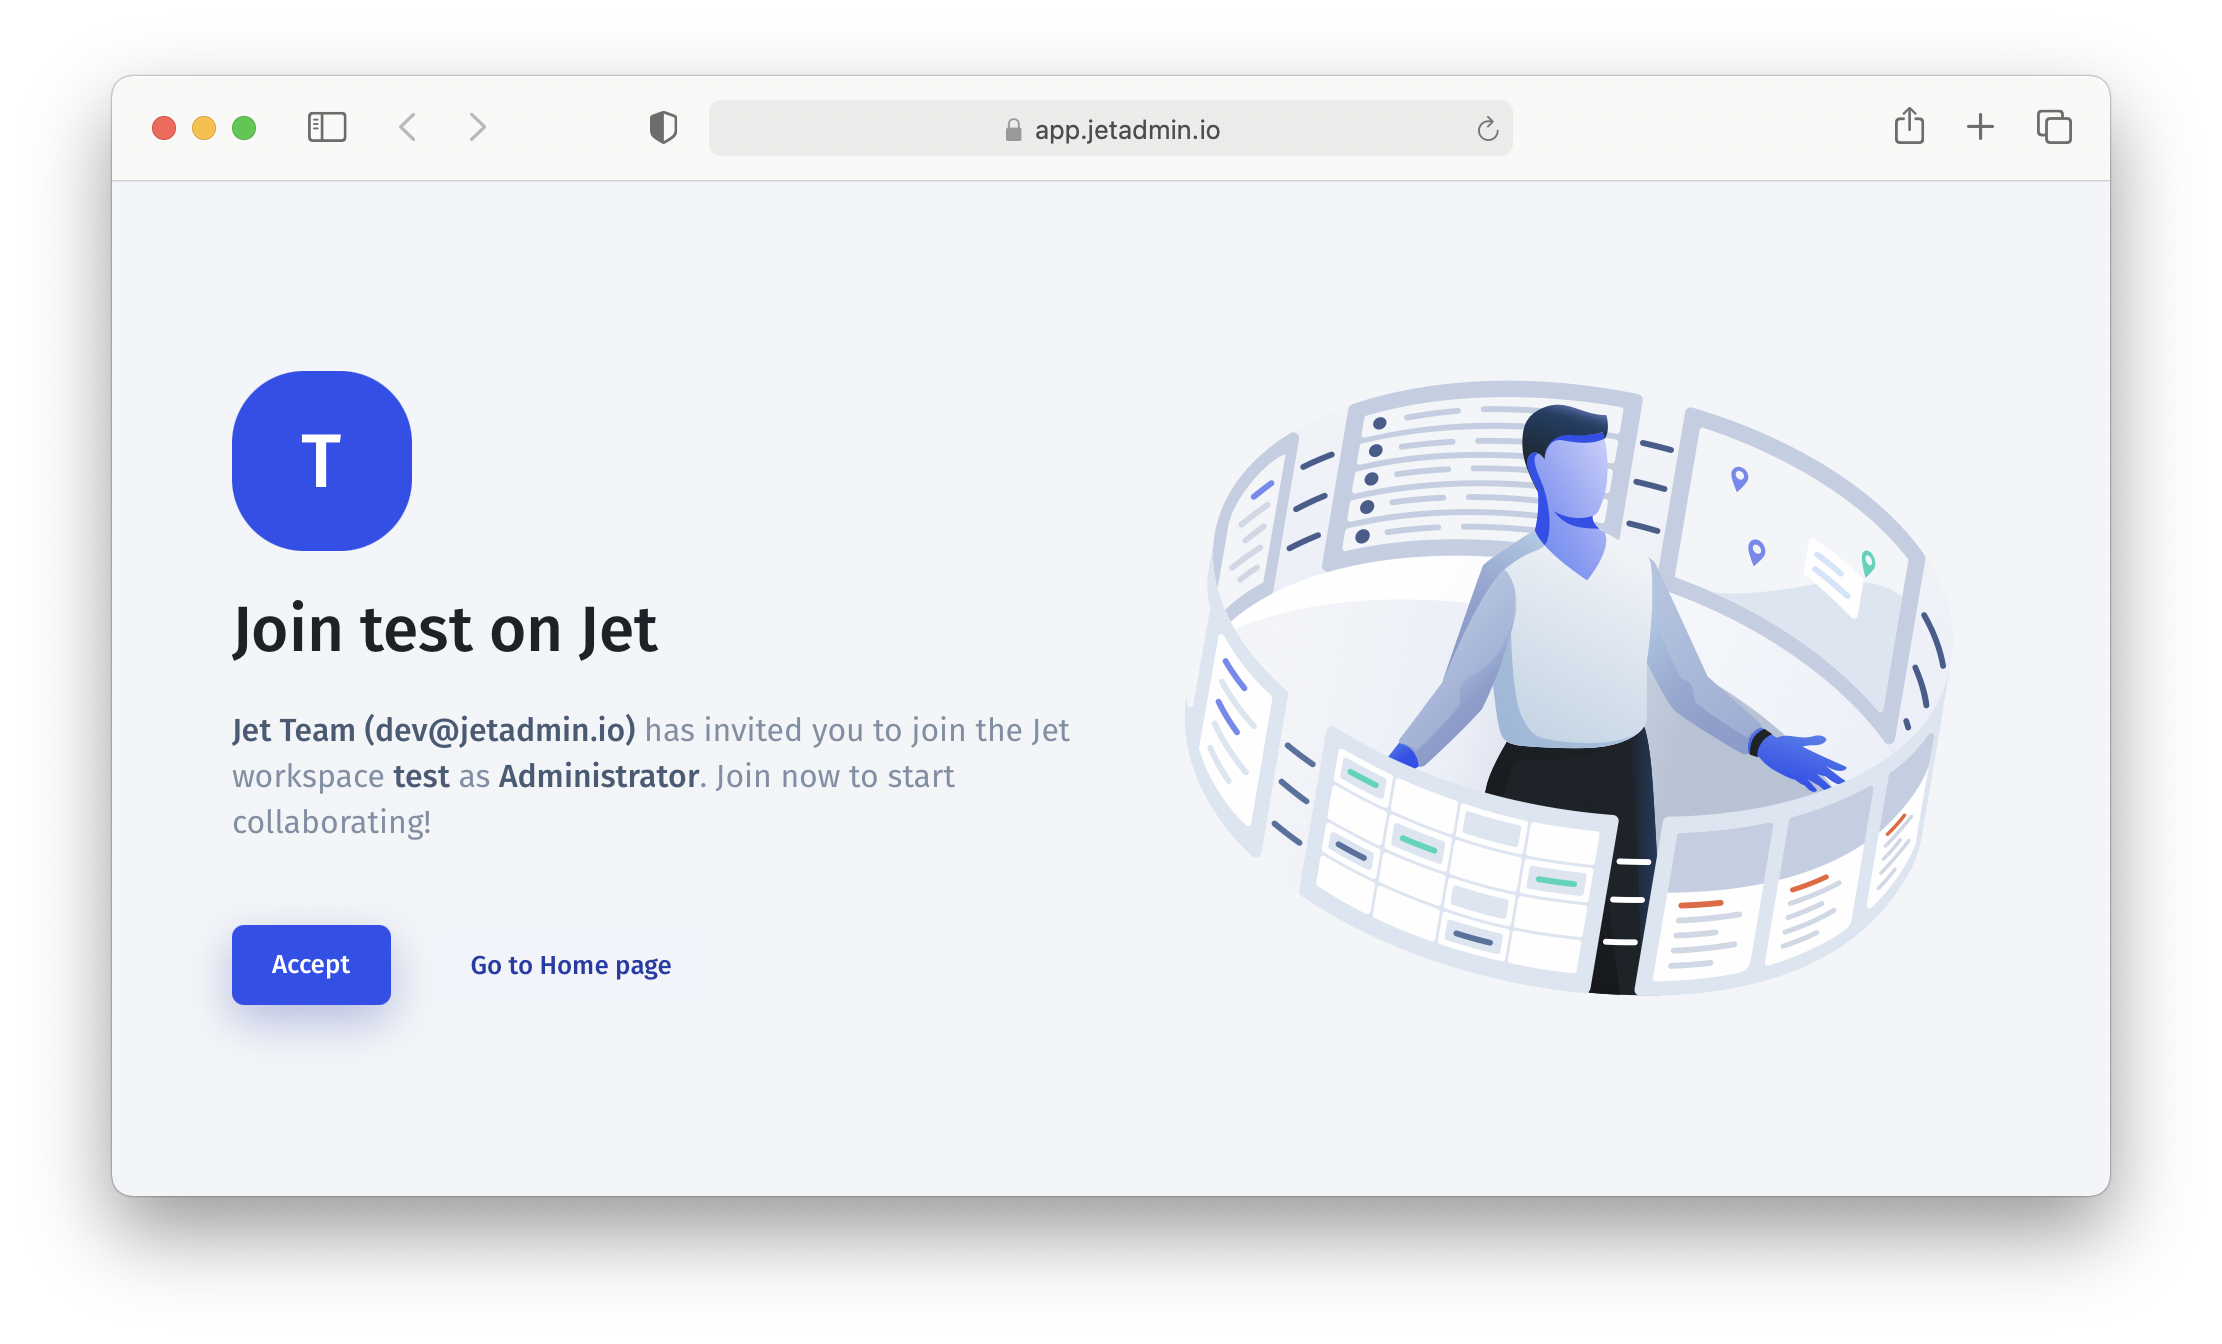 app.jetadmin.io
T
Join test on Jet
Jet Team (dev@jetadmin.io) has invited you to join the Jet
workspace test as Administrator. Join now to start
collaborating!
Accept
Go to Home page